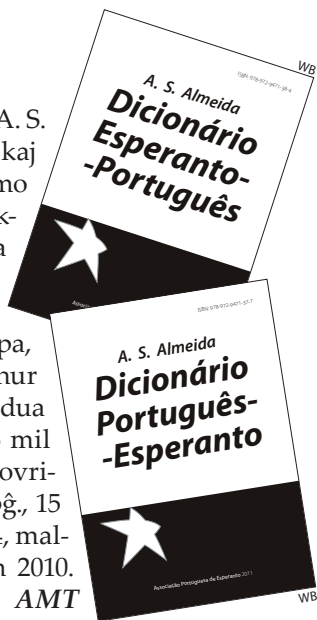 WB
ISBN: 978-972-9471-38-4
A. S. Almeida
Dicionário
Esperanto-
-Português
A. S.
kaj
mo
k-
a
pa,
nur
dua
mil
ovri-
ĝ., 15
, mal-
n 2010.
AMT
ISBN: 978-972-9471-37-7
A. S. Almeida
Dicionário
Português-
-Esperanto
Associação Portuguesa de Esperanto 2011
WB